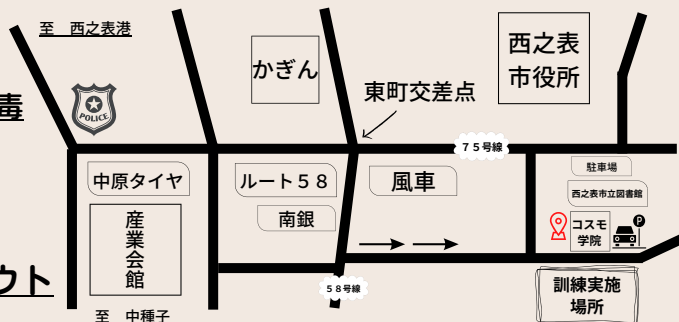 至　西之表港
毒
POLICE
かぎん
東町交差点
西之表
市役所
７５号線
中原タイヤ
ルート５８
風車
南銀
駐車場
西之表市立図書館
コスモ
学院
P
産業会館
５８号線
訓練実施
場所
ウト
至　中種子